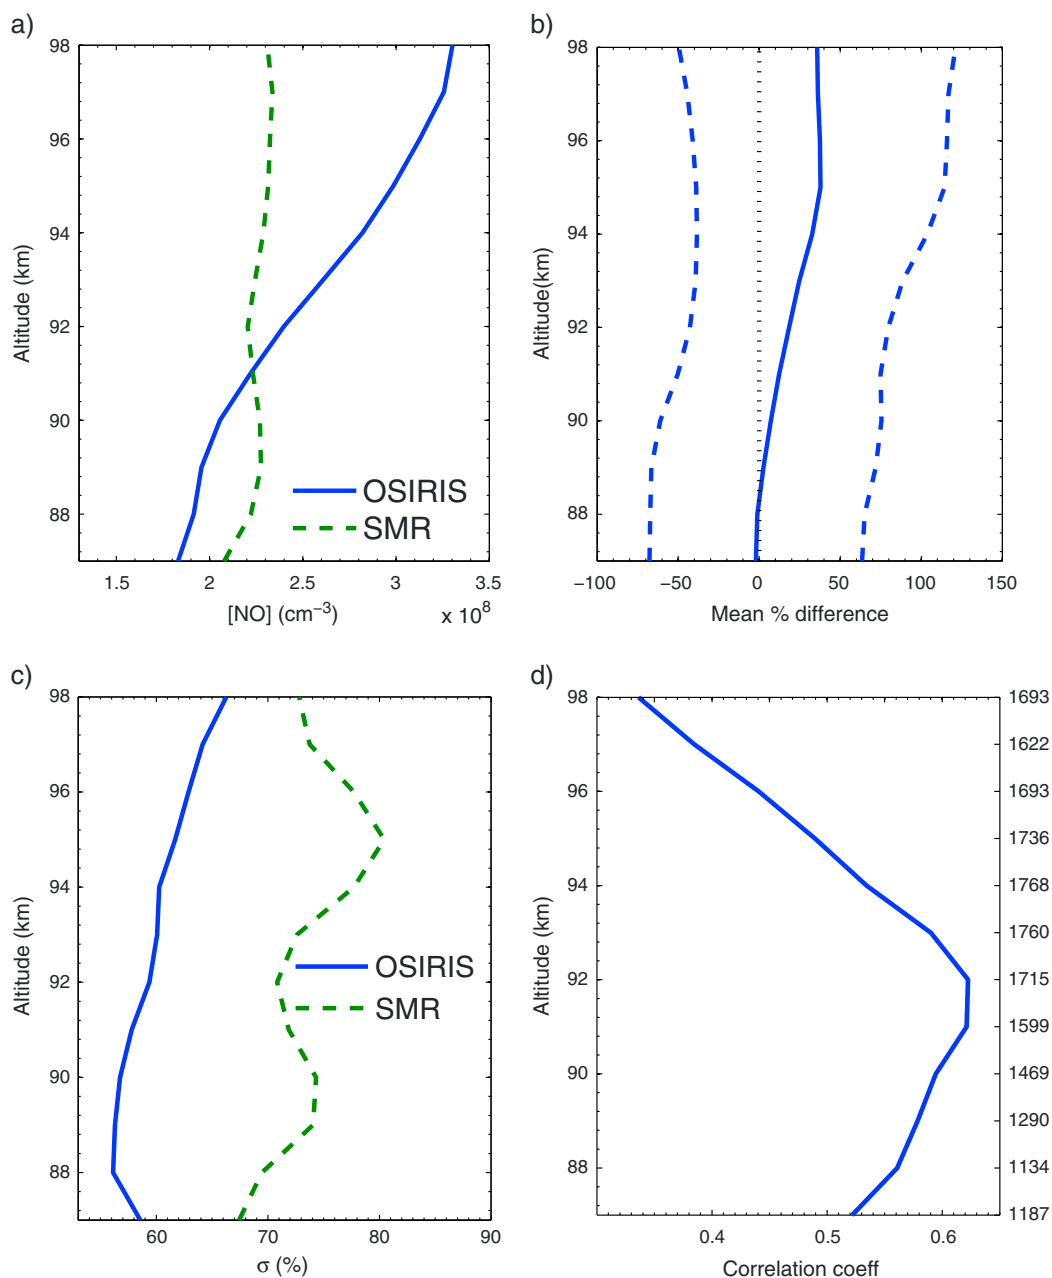 a)
98
96
94
92
90
88
Altitude (km)
OSIRIS
SMR
1.5 2 2.5 3 3.5
[NO] (cm−3) x 10^8
b)
98
96
94
92
90
88
Altitude(km)
−100 −50 0 50 100 150
Mean % difference
c)
98
96
94
92
90
88
Altitude (km)
OSIRIS
SMR
60 70 80 90
σ (%)
d)
98 1693
1622
96 1693
1736
94 1768
1760
92 1715
1599
90 1469
1290
88 1134
1187
Altitude (km)
0.4 0.5 0.6
Correlation coeff